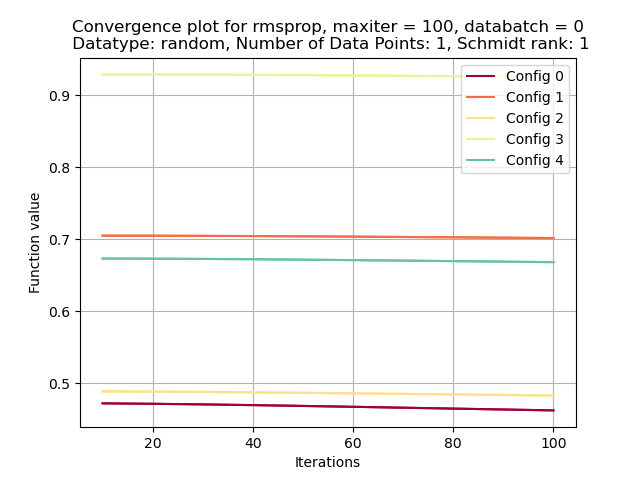 Convergence plot for rmsprop, maxiter = 100, databatch = 0
Datatype: random, Number of Data Points: 1, Schmidt rank: 1
Config 0
Config 1
Config 2
Config 3
Config 4
Function value
0.9
0.8
0.7
0.6
0.5
20
40
60
80
100
Iterations